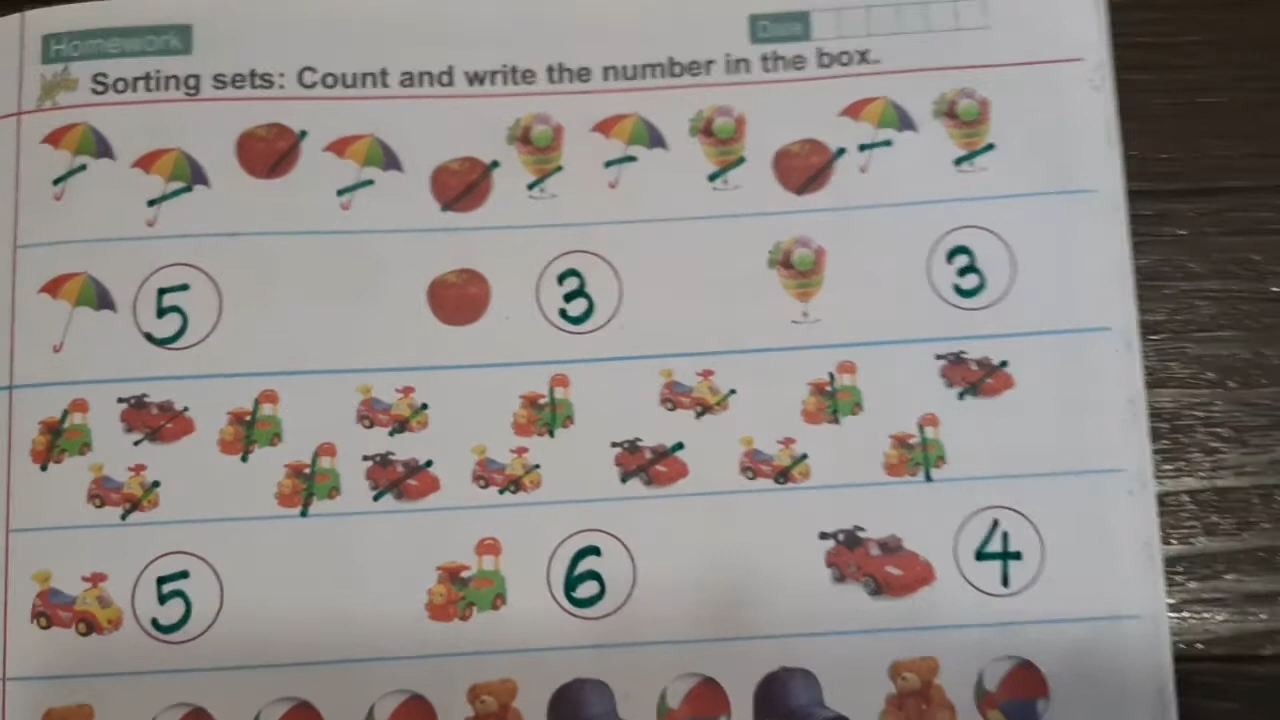 Homework
Date
Sorting sets: Count and write the number in the box.
5 3 3
5 6 4